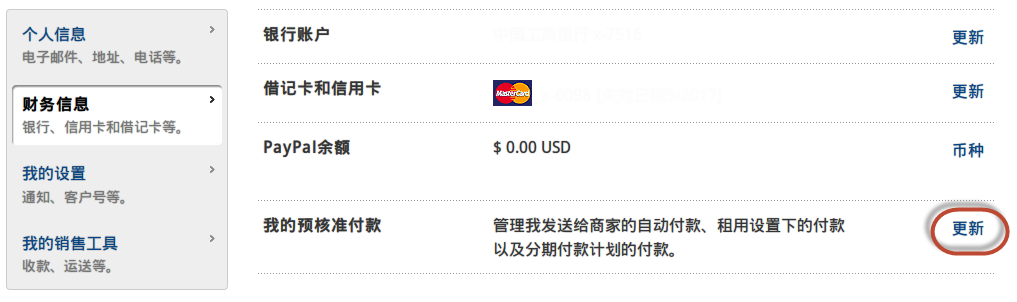 个人信息
电子邮件、地址、电话等。
财务信息
银行、信用卡和借记卡等。
我的设置
通知、客户号等。
我的销售工具
收款、运送等。
银行账户
更新
借记卡和信用卡
MasterCard
更新
PayPal余额
$ 0.00 USD
币种
我的预核准付款
管理我发送给商家的自动付款、租用设置下的付款
以及分期付款计划的付款。
更新